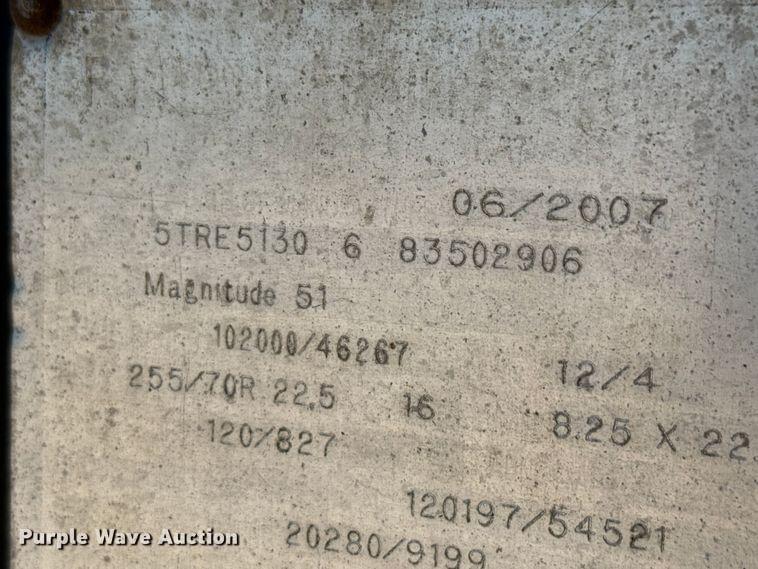 06/2007
5TRE5130 6 83502906
Magnitude 51
102000/46267 12/4
255/70R 22.5 16 8.25 X 22.
120/827
120197/54521
20280/9199
Purple Wave Auction